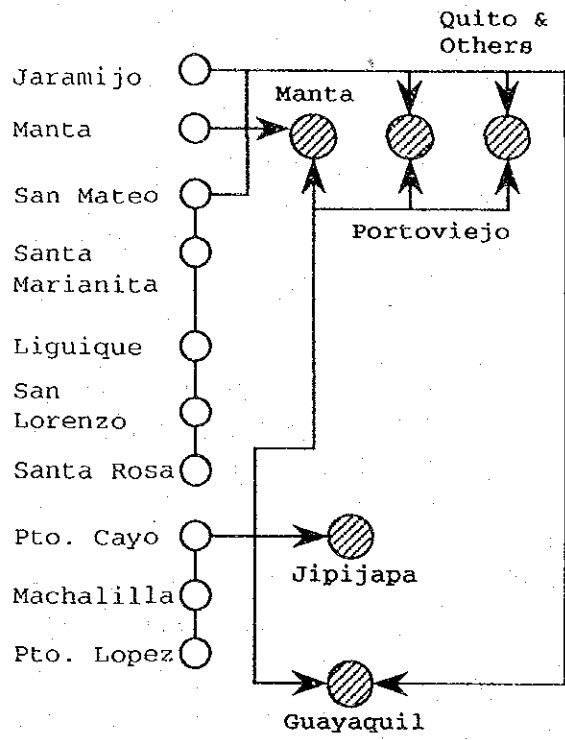 Quito &
Others
Jaramijo
Manta
Manta
San Mateo
Portoviejo
Santa
Marianita
Liguique
San
Lorenzo
Santa Rosa
Pto. Cayo
Jipijapa
Machalilla
Pto. Lopez
Guayaquil